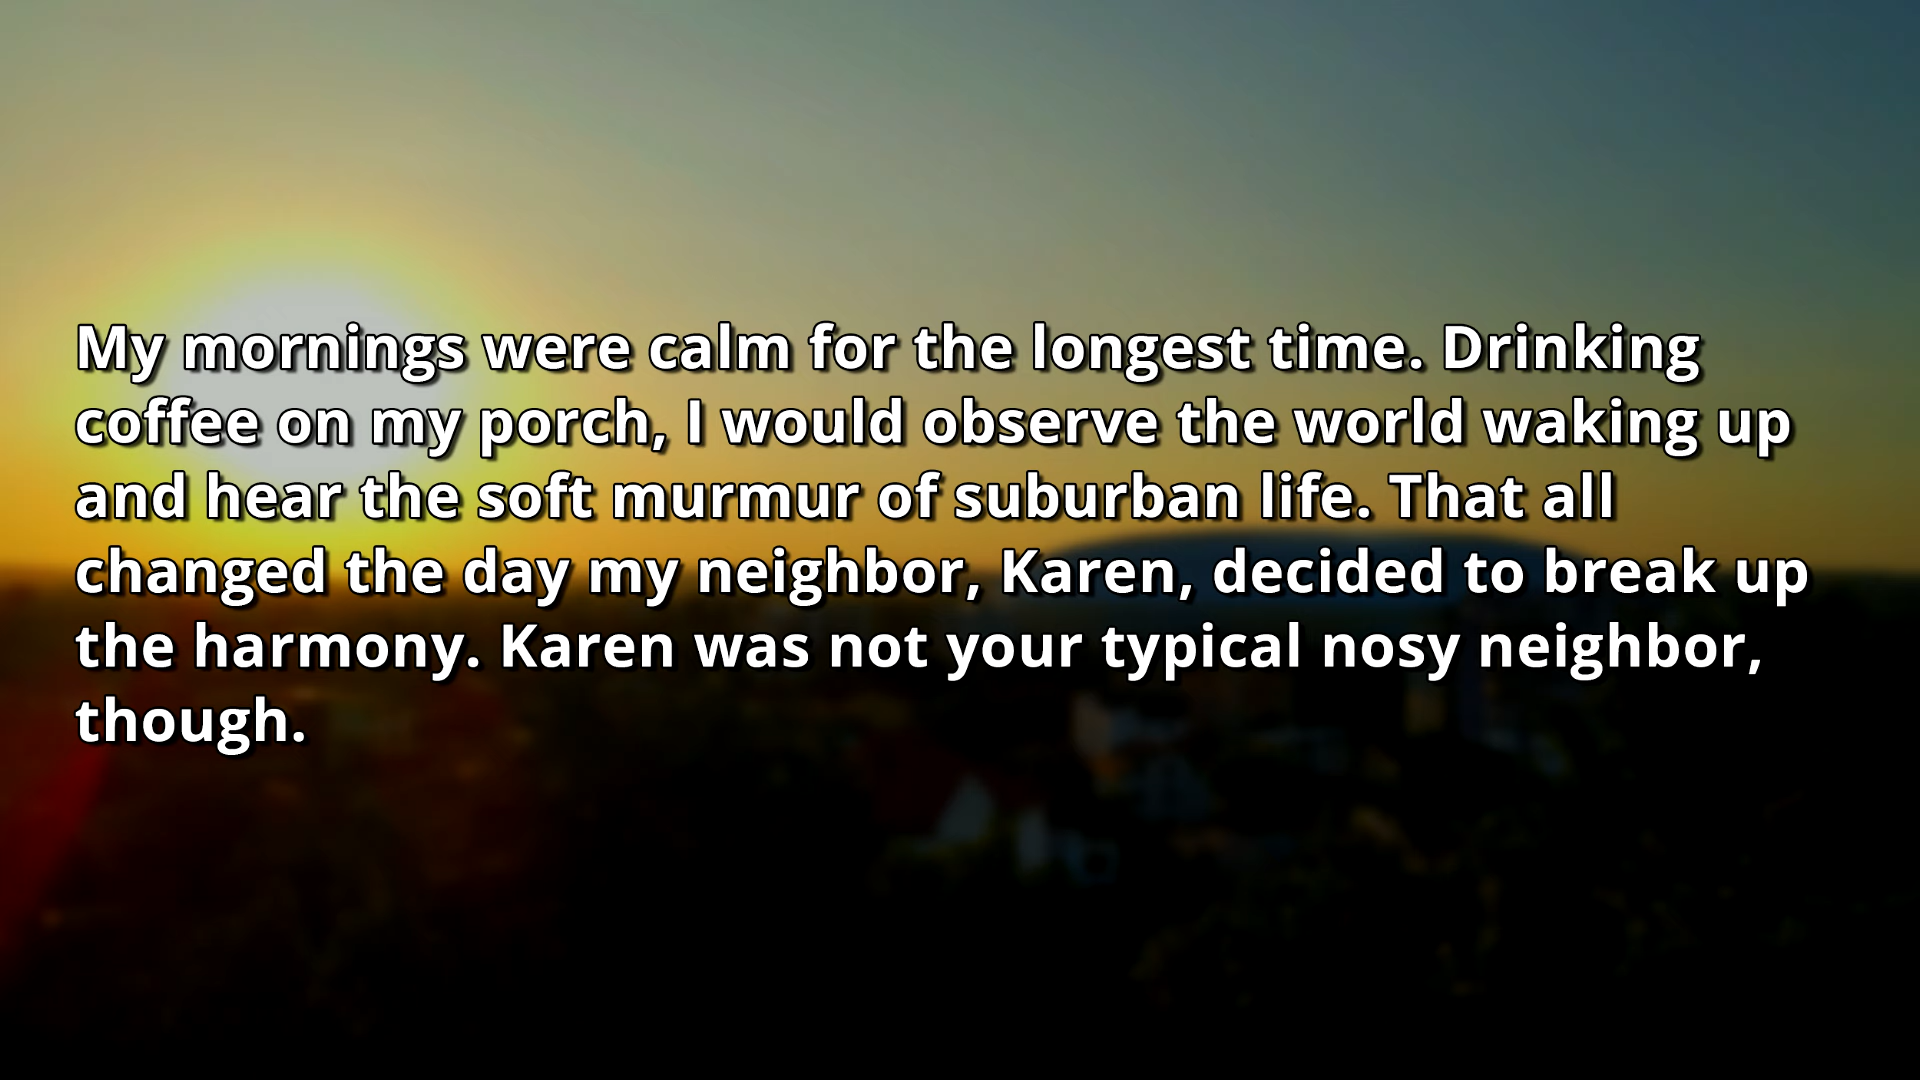 My mornings were calm for the longest time. Drinking
coffee on my porch, I would observe the world waking up
and hear the soft murmur of suburban life. That all
changed the day my neighbor, Karen, decided to break up
the harmony. Karen was not your typical nosy neighbor,
though.